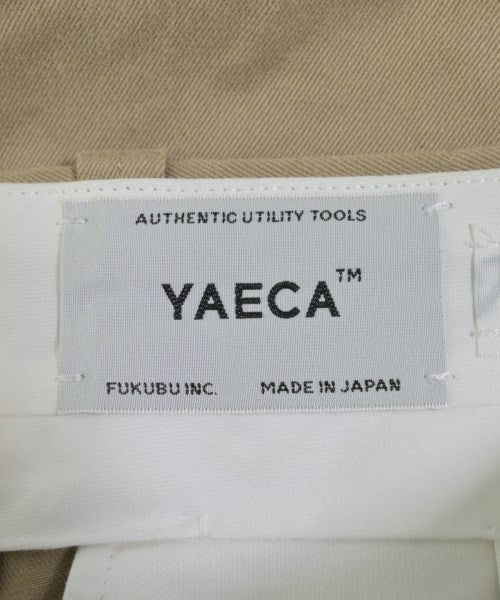 AUTHENTIC UTILITY TOOLS
YAECA™
FUKUBU INC. MADE IN JAPAN